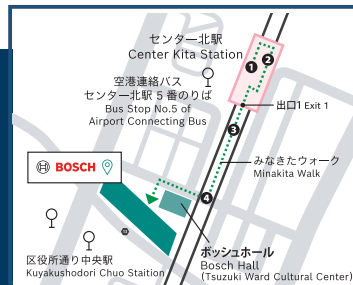 センター北駅
Center Kita Station
1
2
空港連絡バス
センター北駅 5 番のりば
Bus Stop No.5 of
Airport Connecting Bus
出口1 Exit 1
3
みなきたウォーク
Minakita Walk
BOSCH
4
ボッシュホール
Bosch Hall
(Tsuzuki Ward Cultural Center)
区役所通り中央駅
Kuyakushodori Chuo Staition